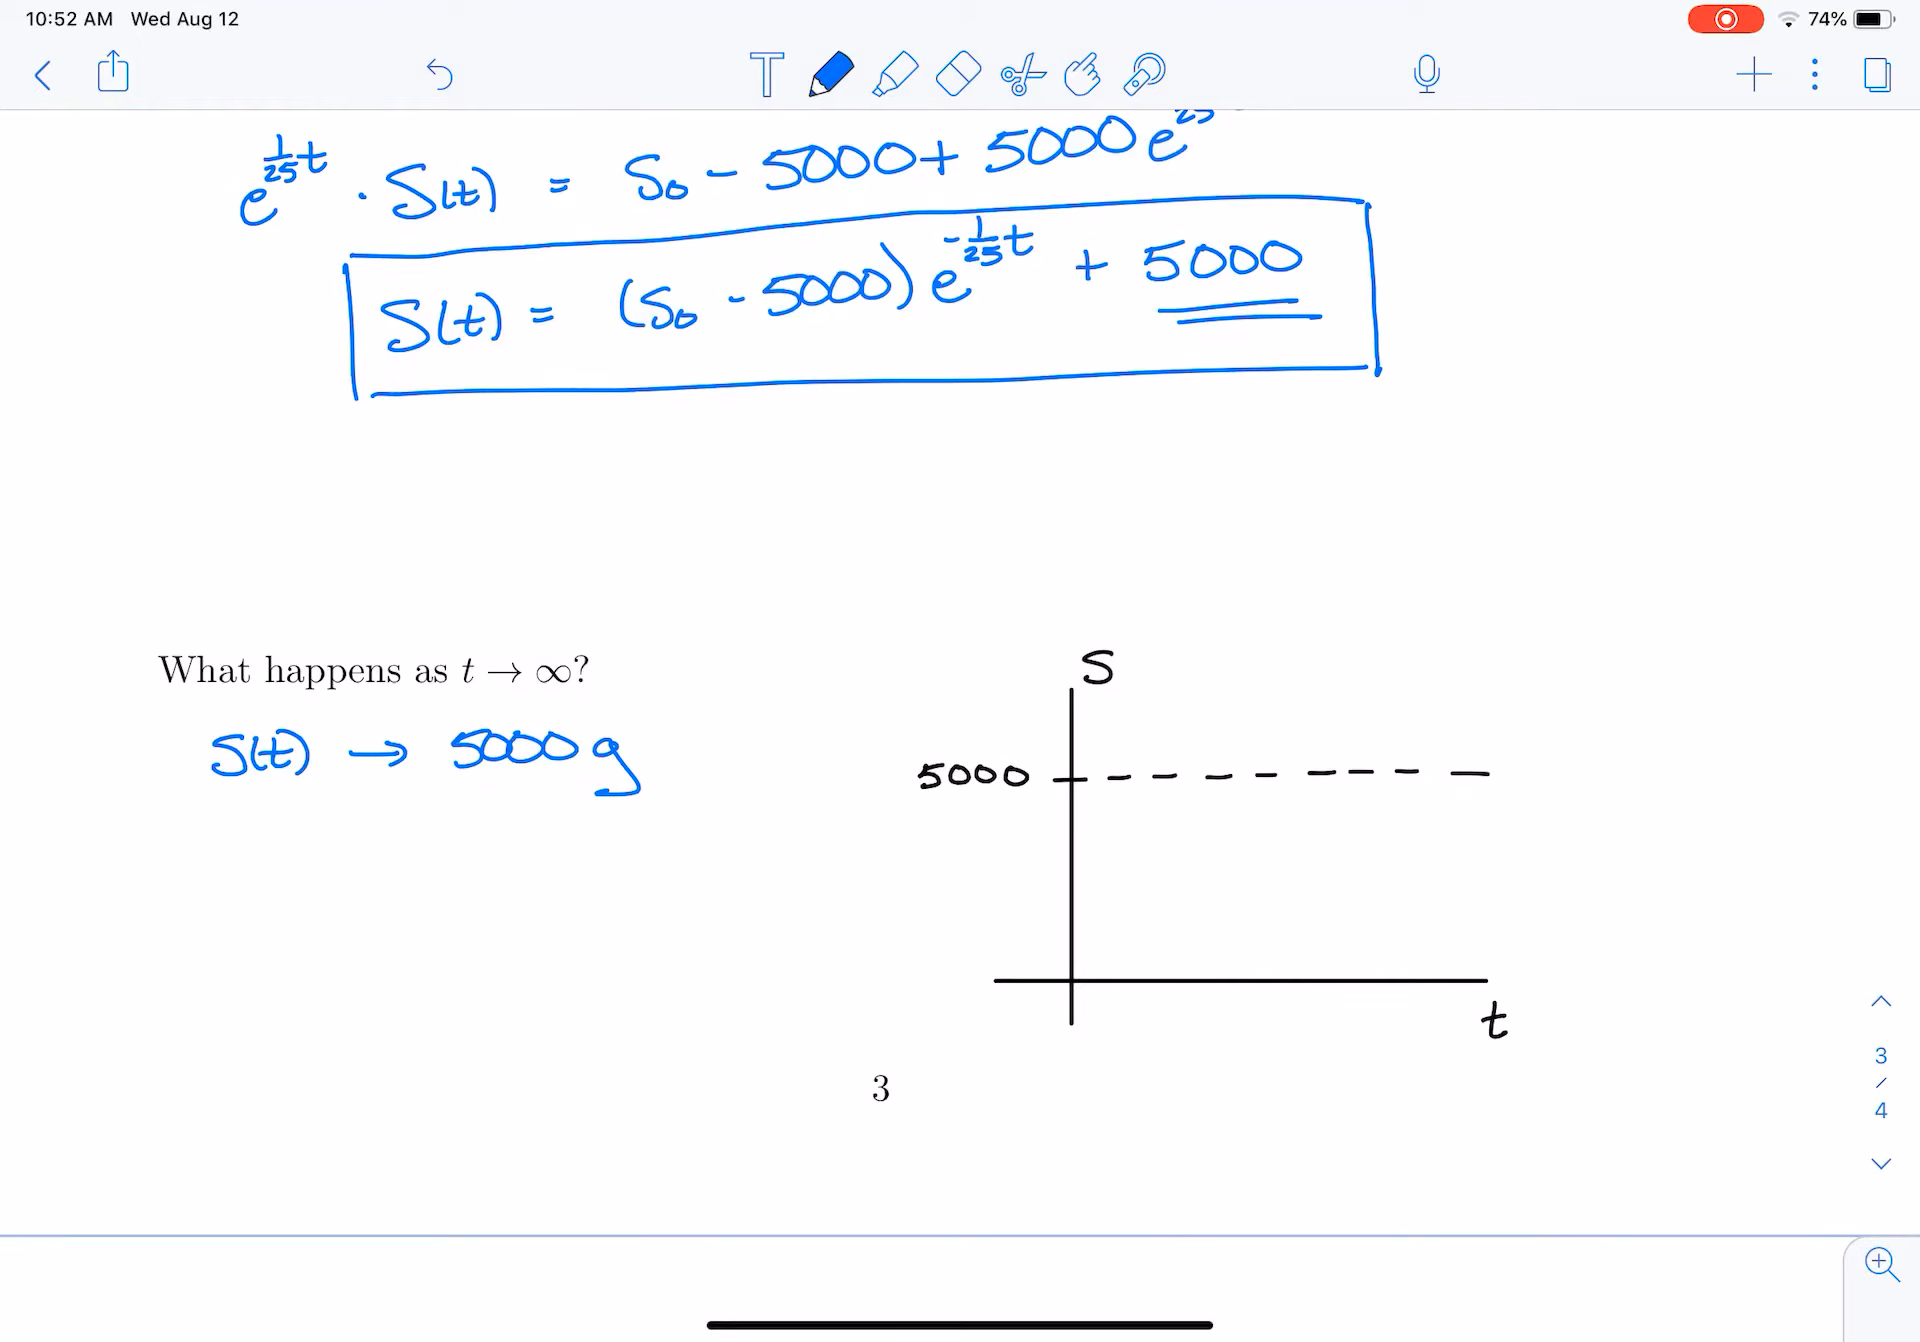 10:52 AM Wed Aug 12 74%
T
e^{1/25 t} · S(t) = S₀ - 5000 + 5000 e^{25
S(t) = (S₀ - 5000) e^{-1/25 t} + 5000
What happens as t → ∞?
S(t) → 5000 g
S
5000
t
3
3
/
4